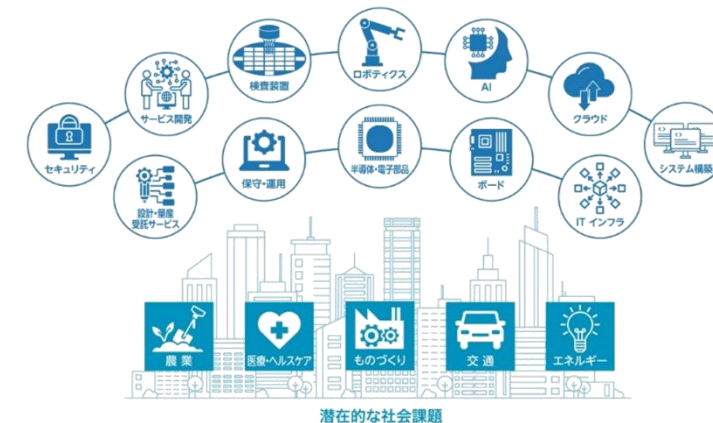 ロボティクス
検査装置
AI
サービス開発
クラウド
セキュリティ
システム構築
半導体・電子部品
保守・運用
ボード
設計・量産
受託サービス
IT インフラ
農業
医療・ヘルスケア
ものづくり
交通
エネルギー
潜在的な社会課題